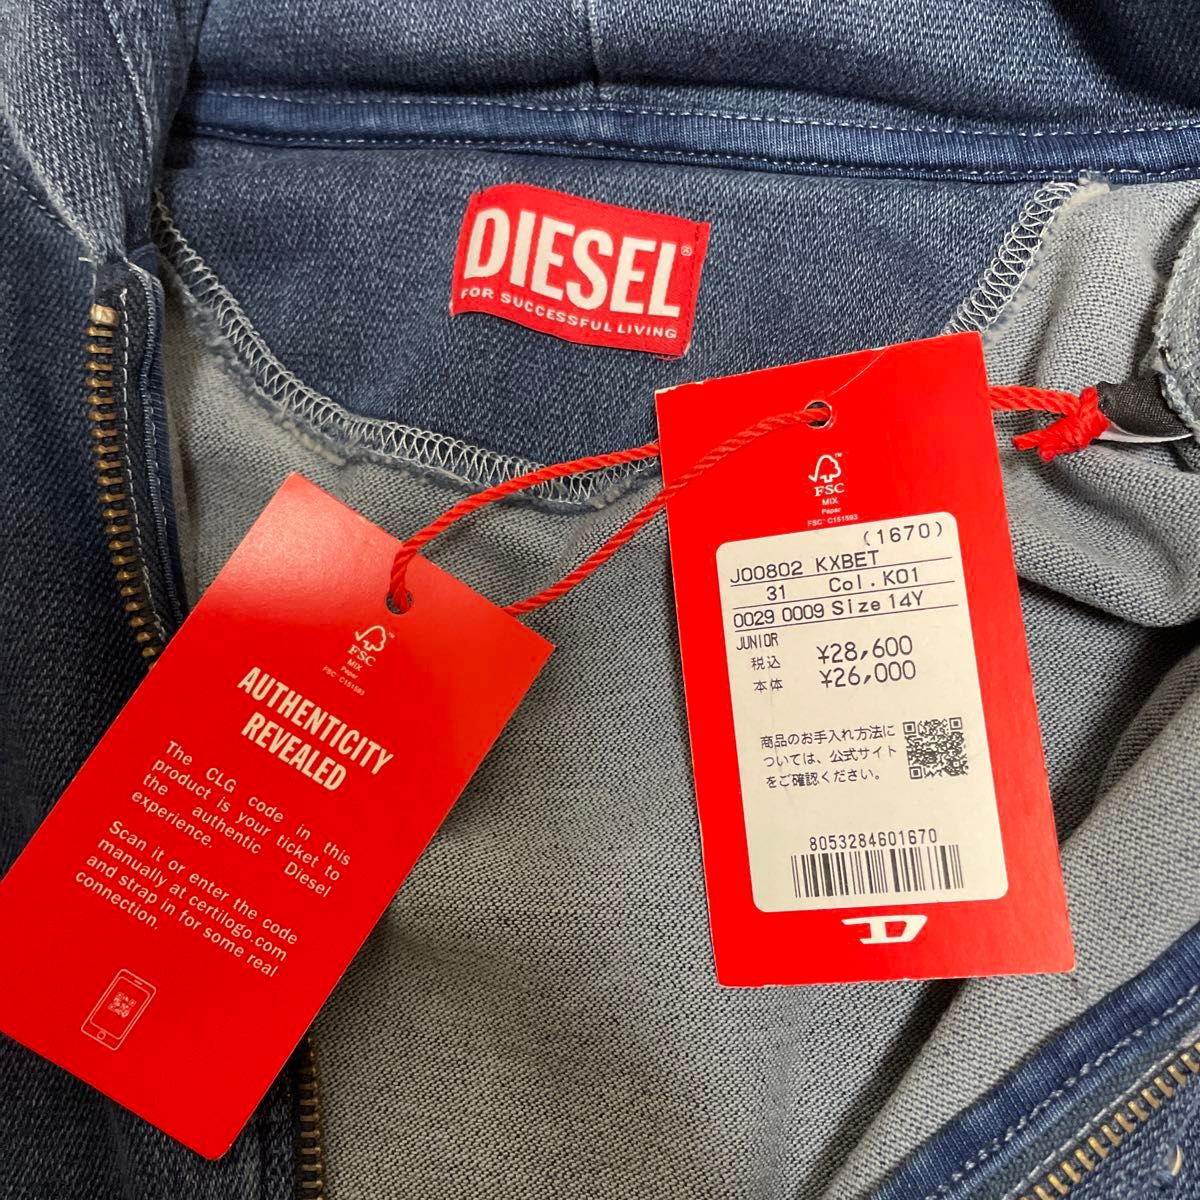 DIESEL®
FOR SUCCESSFUL LIVING
FSC™
MIX
Paper
FSC™ C151593
(1670)
J00802 KXBET
31 Col. K01
0029 0009 Size 14Y
JUNIOR
税込 ¥28,600
本体 ¥26,000
商品のお手入れ方法に
ついては、公式サイト
をご確認ください。
8053284601670
FSC™
MIX
Paper
FSC™ C151593
AUTHENTICITY
REVEALED
The CLG code in this
product is your ticket to
the authentic Diesel
experience.
Scan it or enter the code
manually at certilogo.com
and strap in for some real
connection.